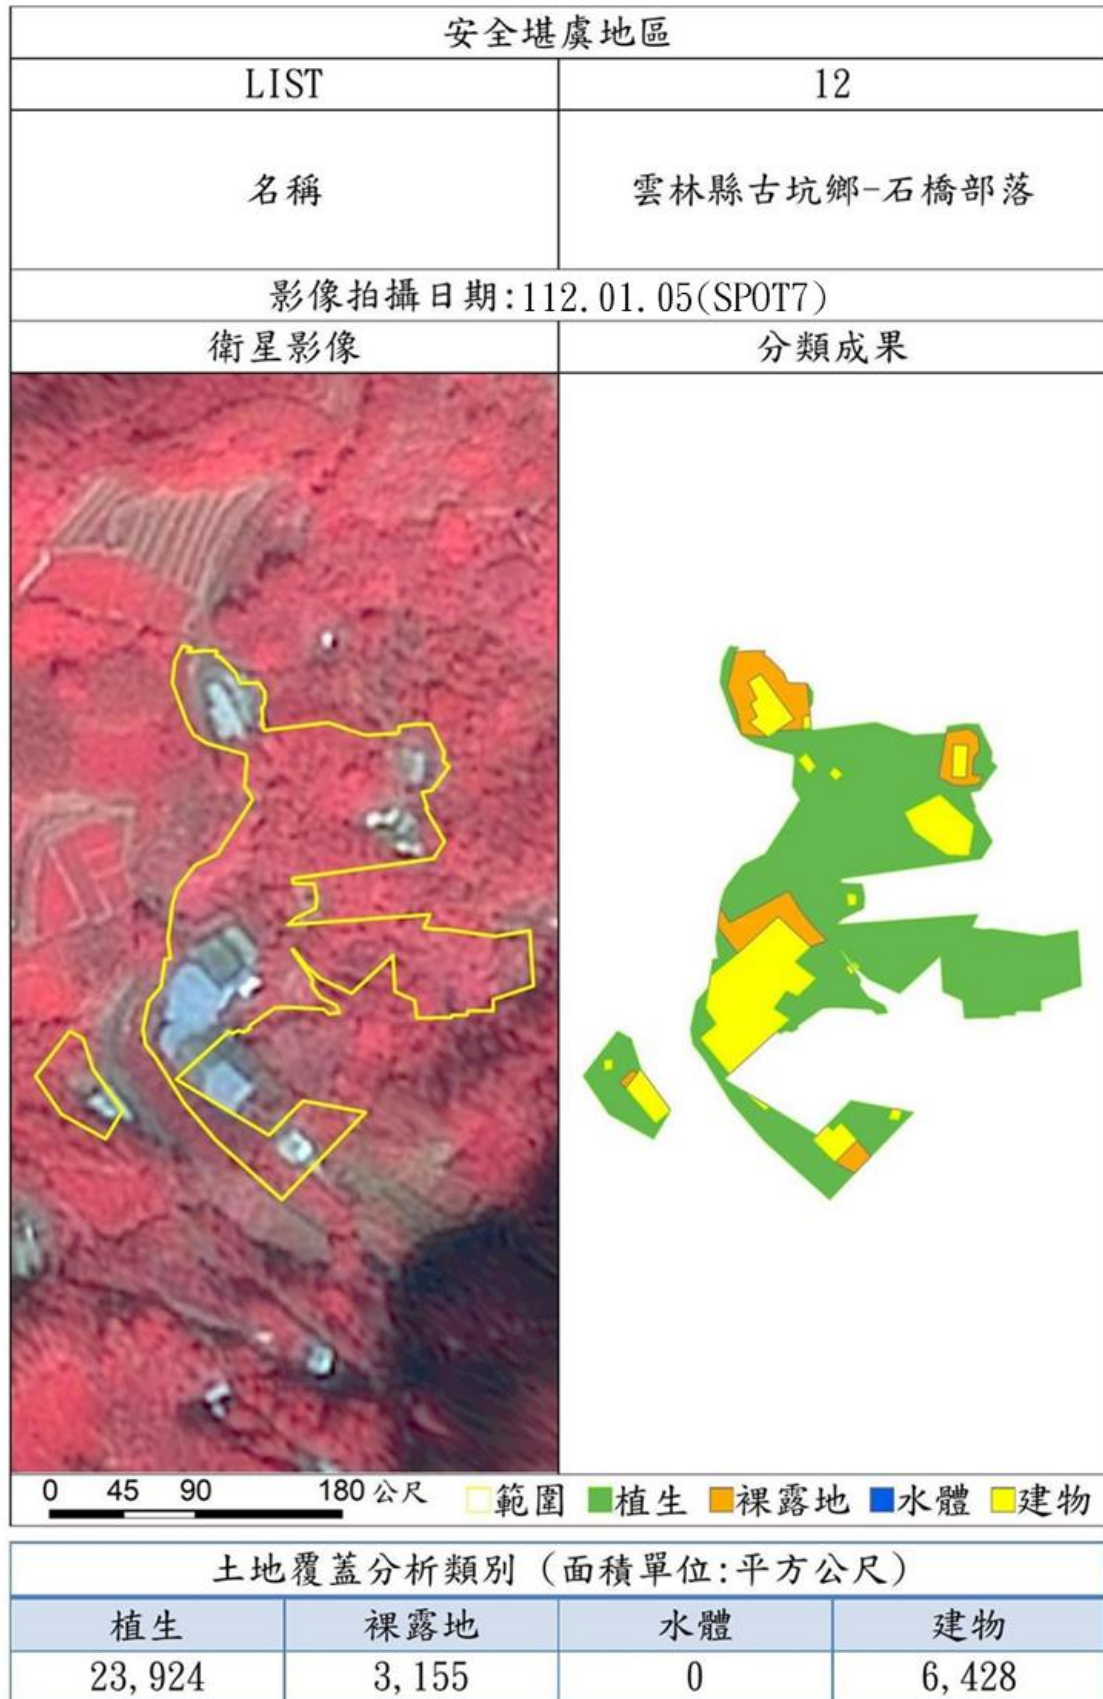 安全堪虞地區
LIST 12
名稱 雲林縣古坑鄉-石橋部落
影像拍攝日期:112.01.05(SPOT7)
衛星影像 分類成果
0 45 90 180 公尺 範圍 植生 裸露地 水體 建物
土地覆蓋分析類別 (面積單位:平方公尺)
植生 裸露地 水體 建物
23,924 3,155 0 6,428